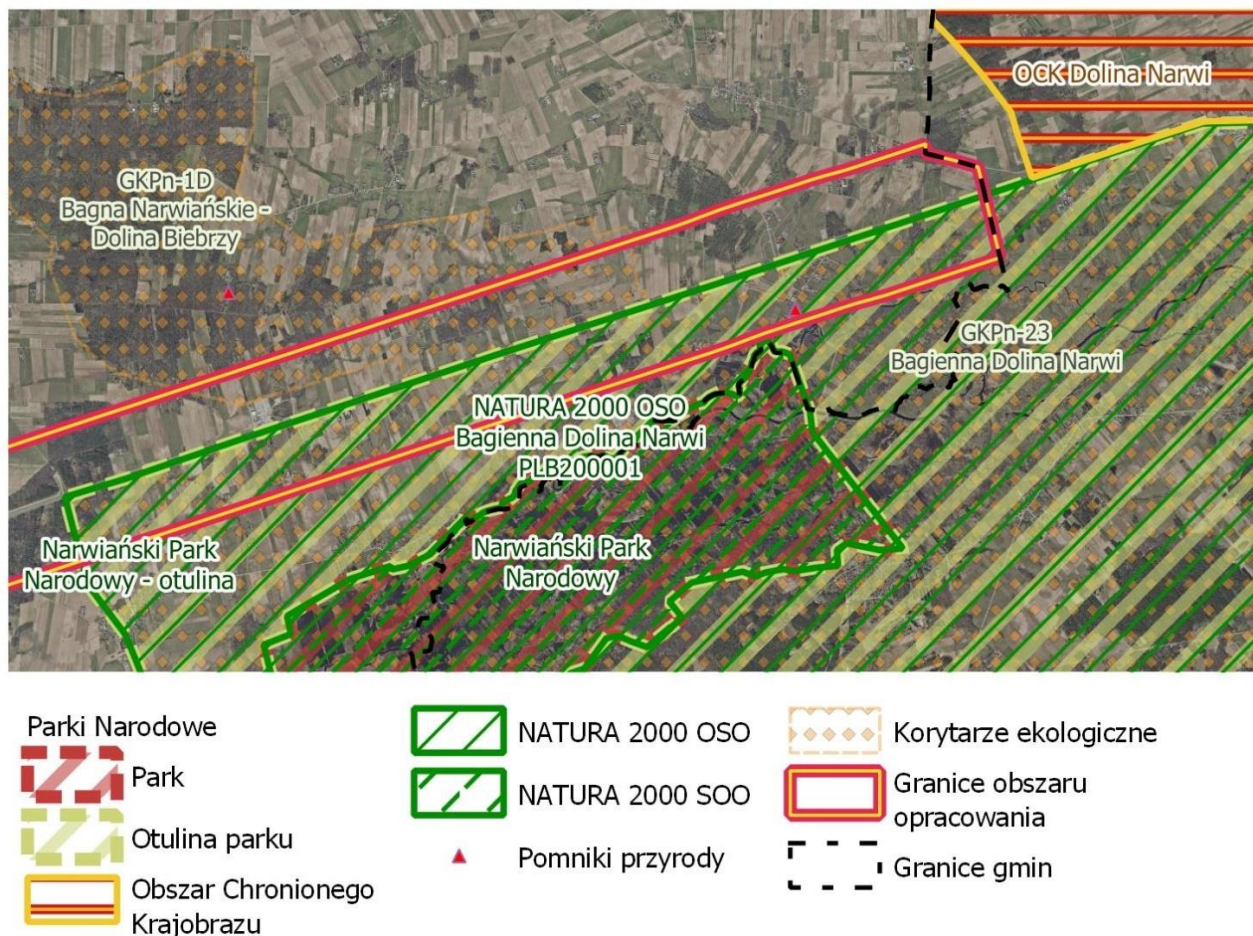 OCK Dolina Narwi
GKPn-1D
Bagna Narwiańskie -
Dolina Biebrzy
GKPn-23
Bagienna Dolina Narwi
NATURA 2000 OSO
Bagienna Dolina Narwi
PLB200001
Narwiański Park
Narodowy - otulina
Narwiański Park
Narodowy
Parki Narodowe
Park
Otulina parku
Obszar Chronionego
Krajobrazu
NATURA 2000 OSO
NATURA 2000 SOO
Pomniki przyrody
Korytarze ekologiczne
Granice obszaru
opracowania
Granice gmin